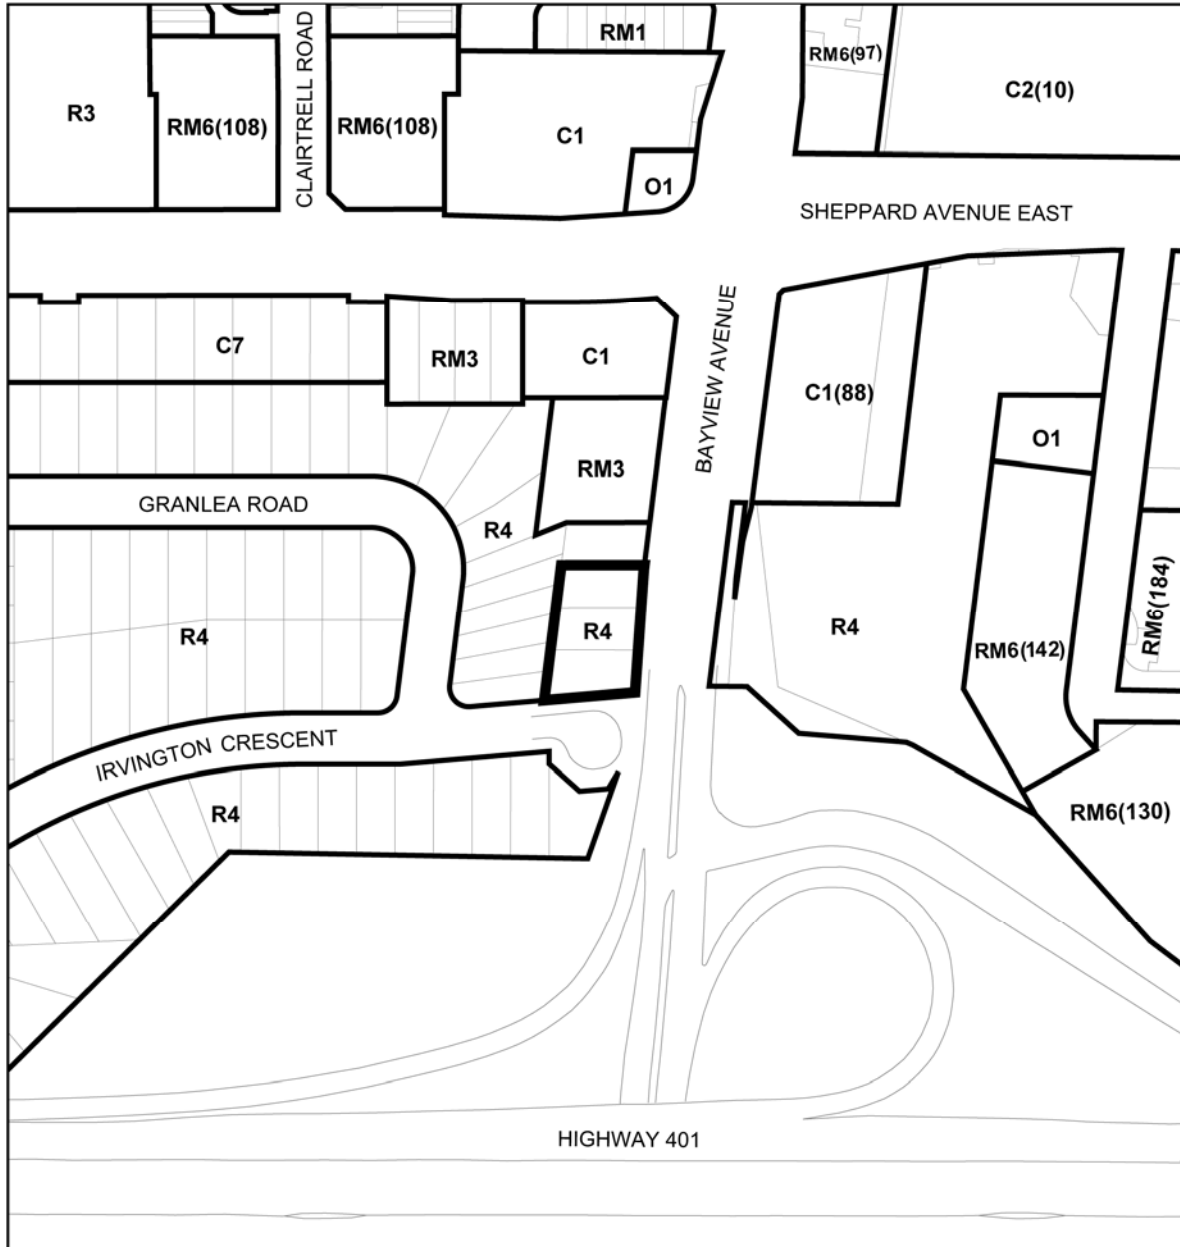 RM1
CLAIRTRELL ROAD
RM6(97)
C2(10)
R3
RM6(108)
RM6(108)
C1
O1
SHEPPARD AVENUE EAST
C7
RM3
C1
BAYVIEW AVENUE
C1(88)
O1
RM3
GRANLEA ROAD
R4
R4
R4
R4
RM6(142)
RM6(184)
IRVINGTON CRESCENT
R4
RM6(130)
HIGHWAY 401